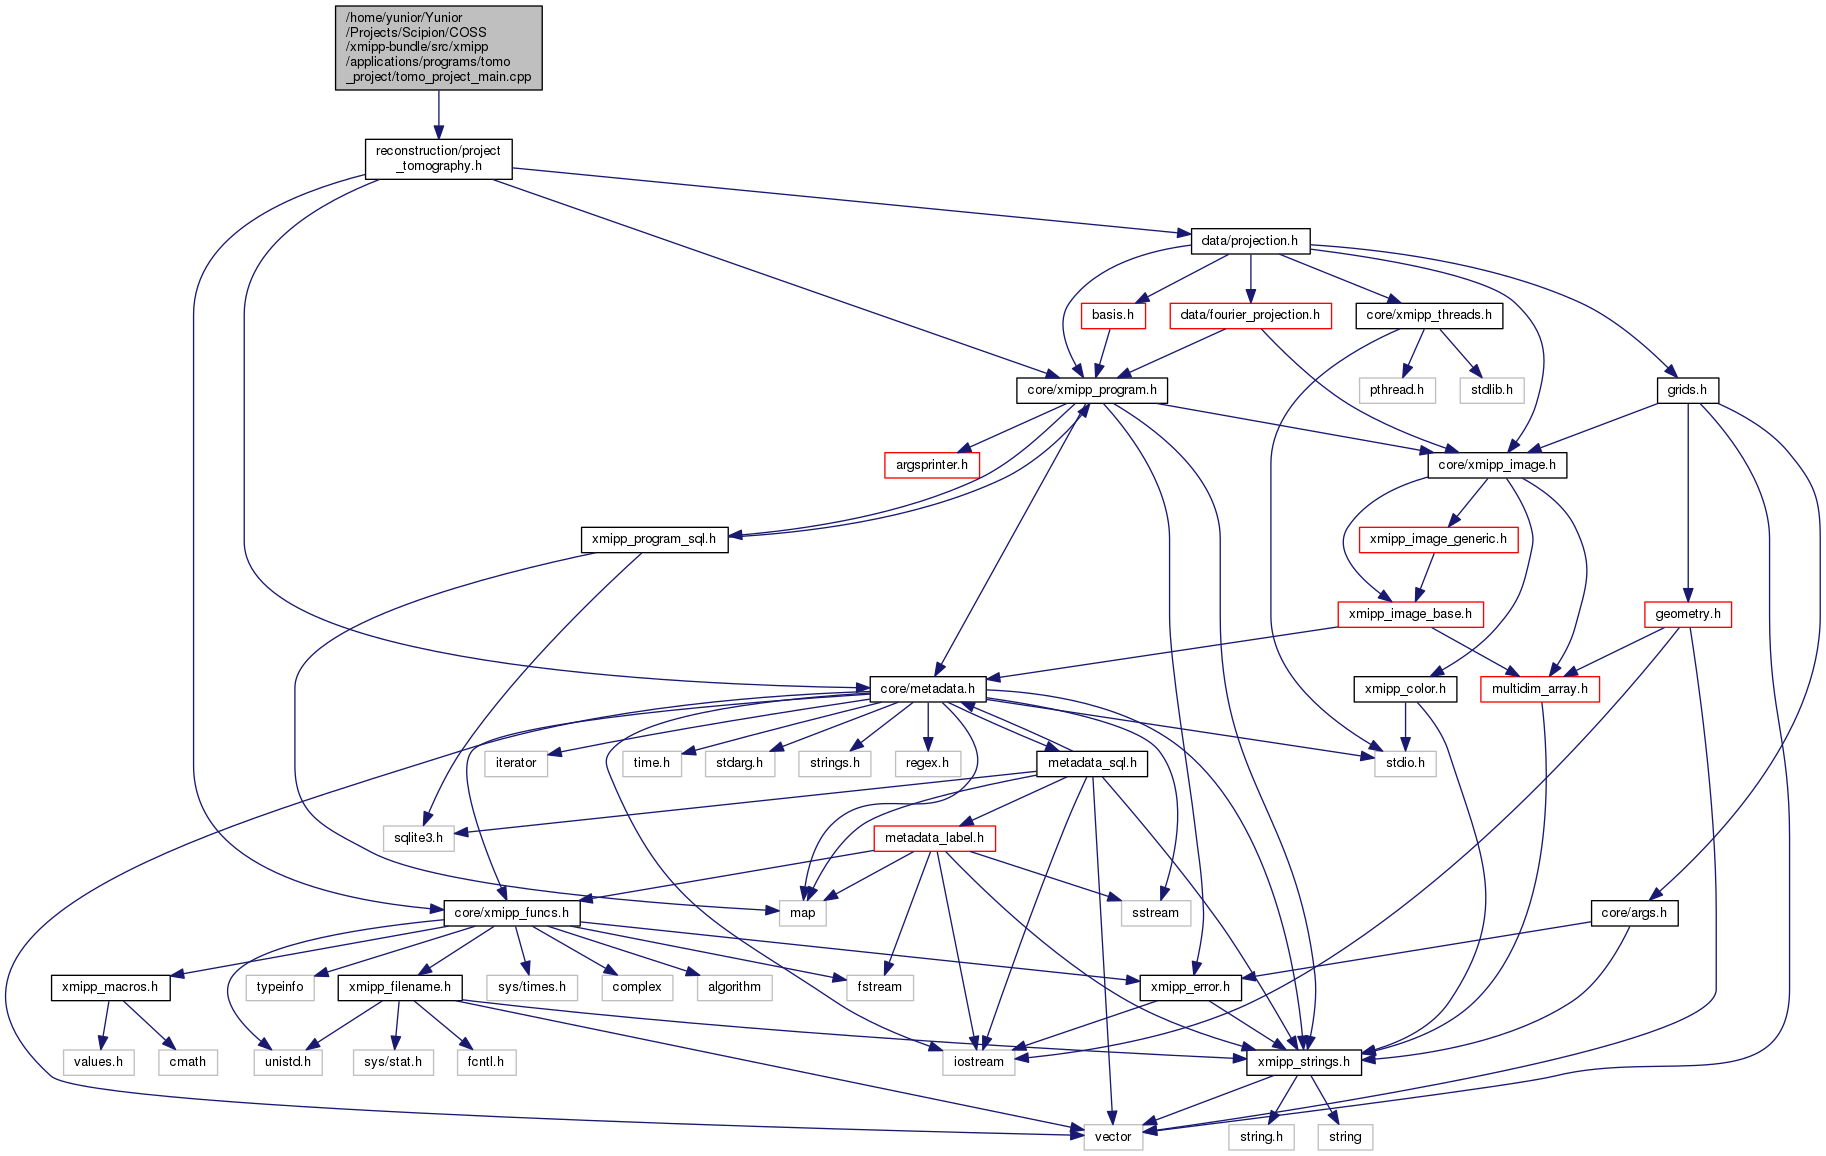 /home/yunior/Yunior
/Projects/Scipion/COSS
/xmipp-bundle/src/xmipp
/applications/programs/tomo
_project/tomo_project_main.cpp
reconstruction/project
_tomography.h
data/projection.h
basis.h
data/fourier_projection.h
core/xmipp_threads.h
core/xmipp_program.h
pthread.h
stdlib.h
grids.h
argsprinter.h
core/xmipp_image.h
xmipp_program_sql.h
xmipp_image_generic.h
xmipp_image_base.h
geometry.h
core/metadata.h
xmipp_color.h
multidim_array.h
iterator
time.h
stdarg.h
strings.h
regex.h
metadata_sql.h
stdio.h
sqlite3.h
metadata_label.h
core/xmipp_funcs.h
map
sstream
core/args.h
xmipp_macros.h
typeinfo
xmipp_filename.h
sys/times.h
complex
algorithm
fstream
xmipp_error.h
values.h
cmath
unistd.h
sys/stat.h
fcntl.h
iostream
xmipp_strings.h
vector
string.h
string